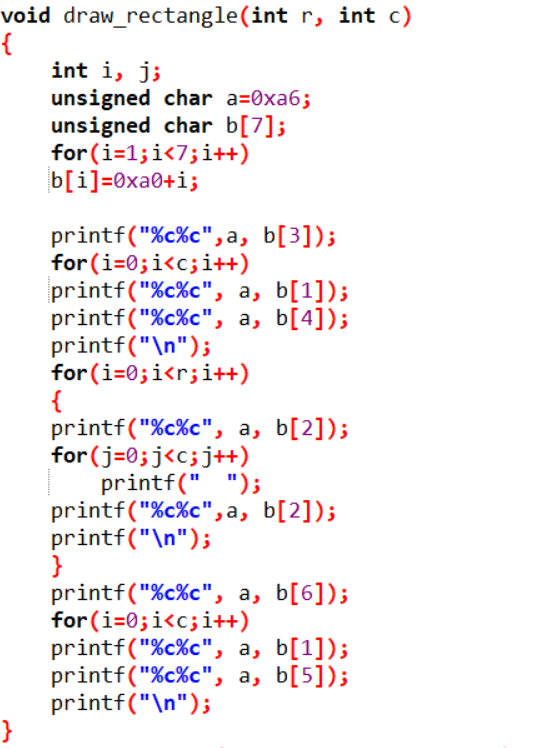 void draw_rectangle(int r, int c)
{
    int i, j;
    unsigned char a=0xa6;
    unsigned char b[7];
    for(i=1;i<7;i++)
    b[i]=0xa0+i;

    printf("%c%c",a, b[3]);
    for(i=0;i<c;i++)
    printf("%c%c", a, b[1]);
    printf("%c%c", a, b[4]);
    printf("\n");
    for(i=0;i<r;i++)
    {
    printf("%c%c", a, b[2]);
    for(j=0;j<c;j++)
        printf("  ");
    printf("%c%c",a, b[2]);
    printf("\n");
    }
    printf("%c%c", a, b[6]);
    for(i=0;i<c;i++)
    printf("%c%c", a, b[1]);
    printf("%c%c", a, b[5]);
    printf("\n");
}